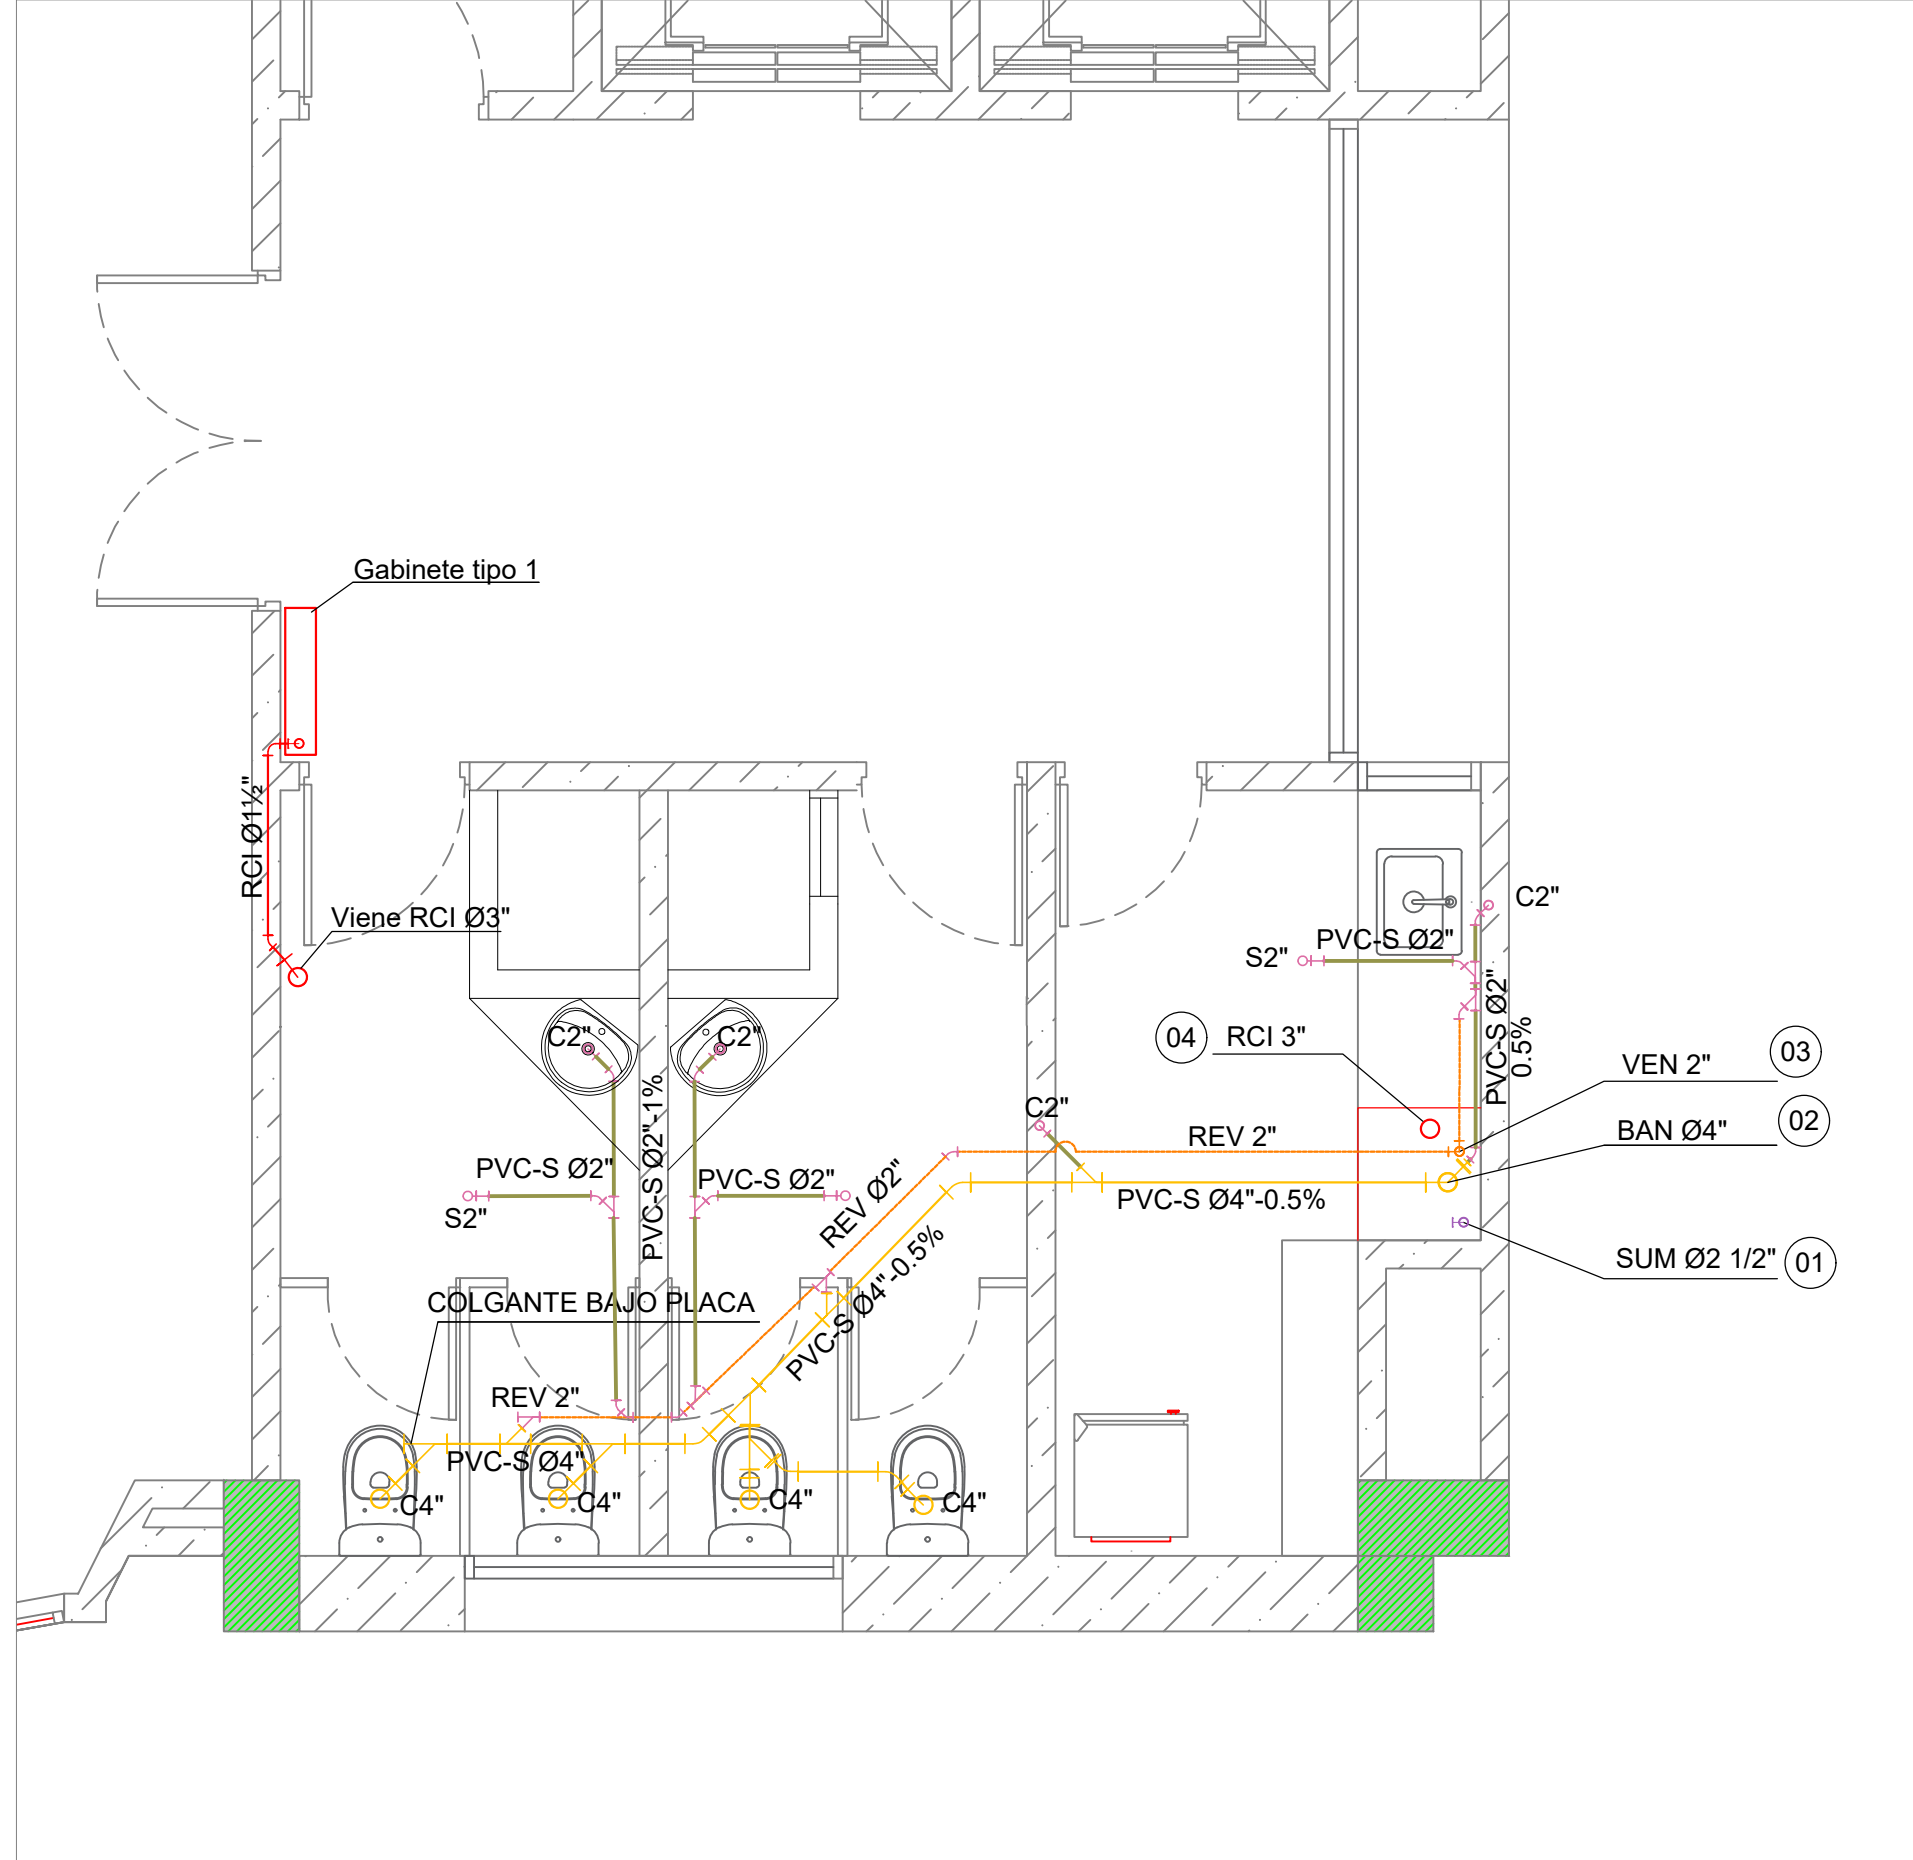 Gabinete tipo 1
RCI Ø1½"
Viene RCI Ø3"
C2"
PVC-S Ø2"
S2"
PVC-S Ø2"
0.5%
04
RCI 3"
C2"
C2"
VEN 2"
03
BAN Ø4"
02
C2"
REV 2"
PVC-S Ø2"-1%
PVC-S Ø2"
PVC-S Ø2"
S2"
REV Ø2"
PVC-S Ø4"-0.5%
PVC-S Ø4"-0.5%
SUM Ø2 1/2"
01
COLGANTE BAJO PLACA
REV 2"
PVC-S Ø4"
C4"
C4"
C4"
C4"